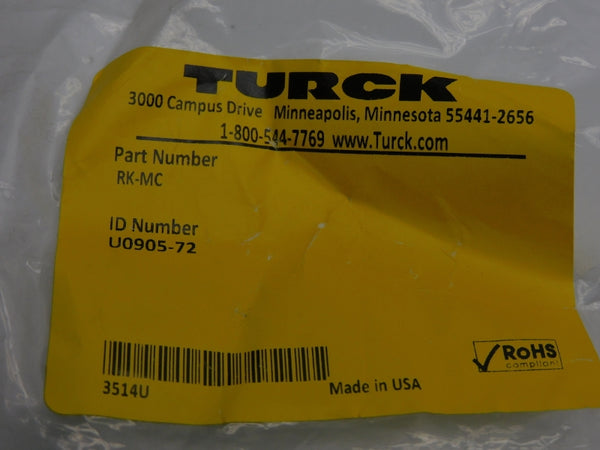 TURCK
3000 Campus Drive Minneapolis, Minnesota 55441-2656
1-800-544-7769 www.Turck.com
Part Number
RK-MC
ID Number
U0905-72
3514U
Made in USA
RoHS
compliant